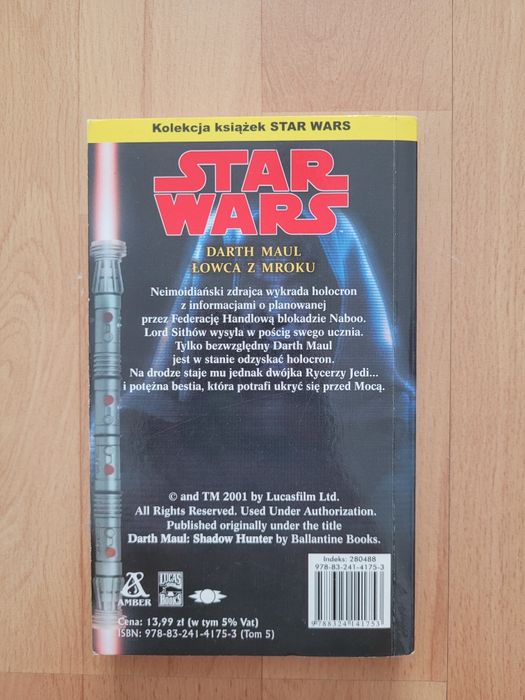 Kolekcja książek STAR WARS
STAR
WARS
DARTH MAUL
ŁOWCA Z MROKU
Neimoidiański zdrajca wykrada holocron
z informacjami o planowanej
przez Federację Handlową blokadzie Naboo.
Lord Sithów wysyła w pościg swego ucznia.
Tylko bezwzględny Darth Maul
jest w stanie odzyskać holocron.
Na drodze staje mu jednak dwójka Rycerzy Jedi...
i potężna bestia, która potrafi ukryć się przed Mocą.
© and TM 2001 by Lucasfilm Ltd.
All Rights Reserved. Used Under Authorization.
Published originally under the title
Darth Maul: Shadow Hunter by Ballantine Books.
Indeks: 280488
978-83-241-4175-3
9 788324 141753
AMBER
LUCAS
BOOKS
Cena: 13,99 zł (w tym 5% Vat)
ISBN: 978-83-241-4175-3 (Tom 5)